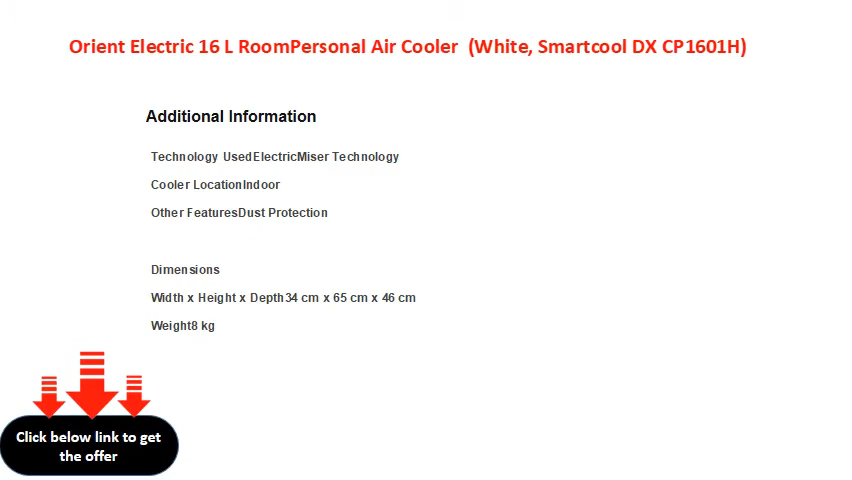 Orient Electric 16 L RoomPersonal Air Cooler  (White, Smartcool DX CP1601H)
Additional Information
Technology UsedElectricMiser Technology
Cooler LocationIndoor
Other FeaturesDust Protection
Dimensions
Width x Height x Depth34 cm x 65 cm x 46 cm
Weight8 kg
Click below link to get
the offer